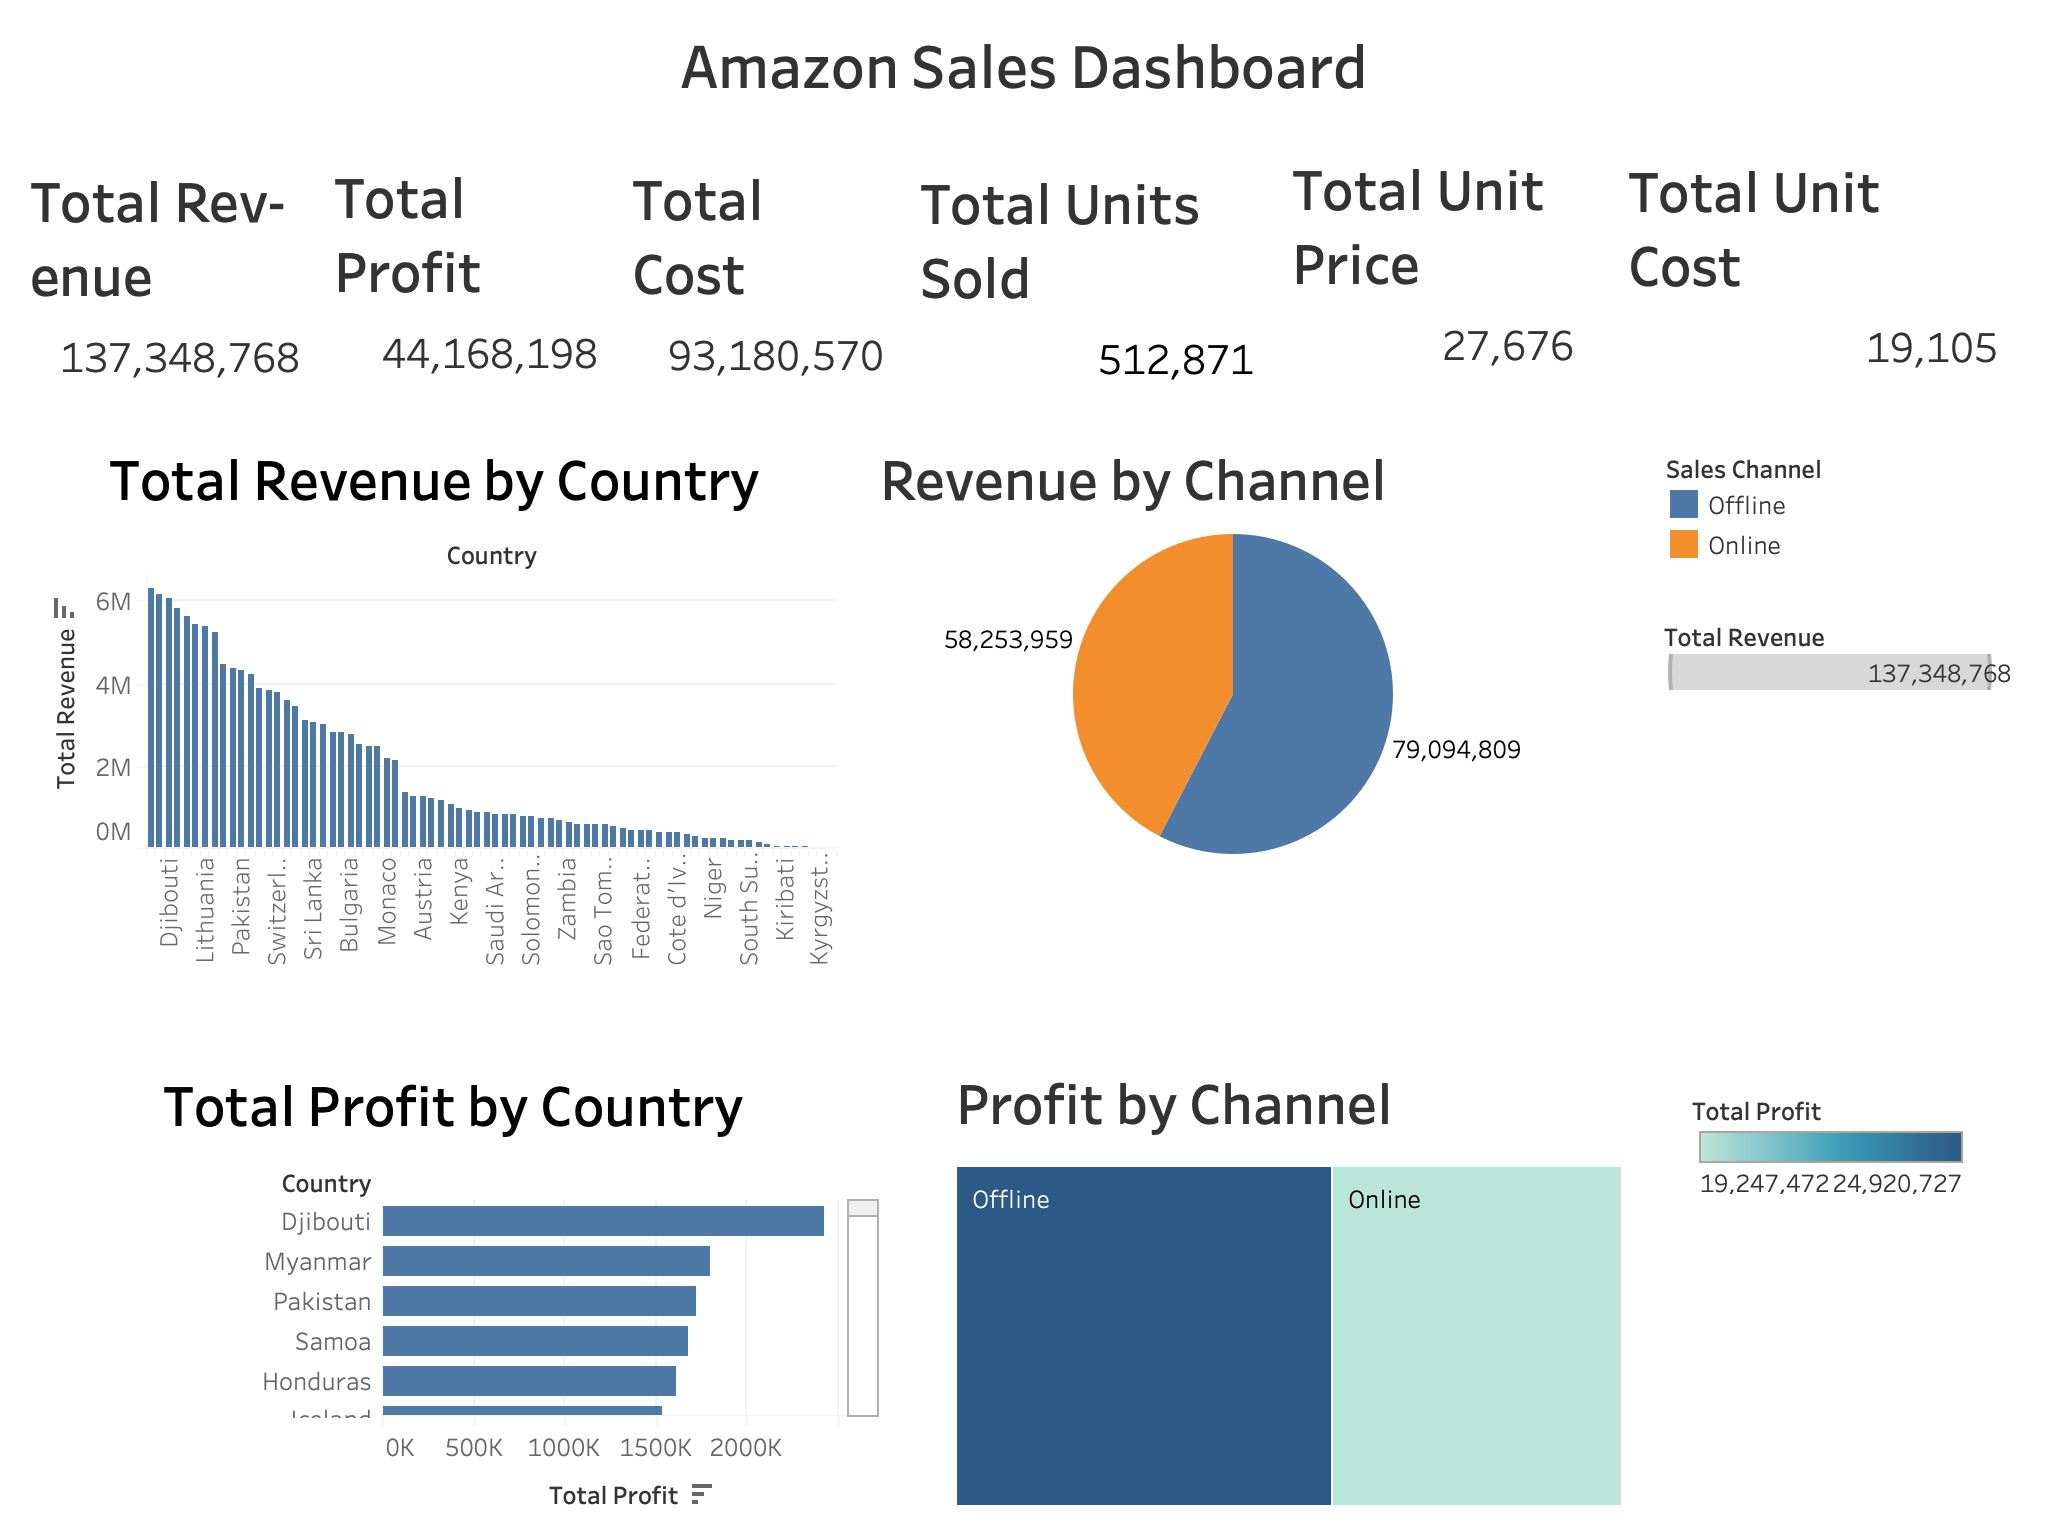 Amazon Sales Dashboard
Total Rev-
enue
137,348,768
Total
Profit
44,168,198
Total
Cost
93,180,570
Total Units
Sold
512,871
Total Unit
Price
27,676
Total Unit
Cost
19,105
Total Revenue by Country
Country
Total Revenue
6M
4M
2M
0M
Djibouti
Lithuania
Pakistan
Switzerl..
Sri Lanka
Bulgaria
Monaco
Austria
Kenya
Saudi Ar..
Solomon..
Zambia
Sao Tom..
Federat..
Cote d'Iv..
Niger
South Su..
Kiribati
Kyrgyzst..
Revenue by Channel
58,253,959
79,094,809
Sales Channel
Offline
Online
Total Revenue
137,348,768
Total Profit by Country
Country
Djibouti
Myanmar
Pakistan
Samoa
Honduras
Iceland
0K 500K 1000K 1500K 2000K
Total Profit
Profit by Channel
Offline
Online
Total Profit
19,247,472 24,920,727